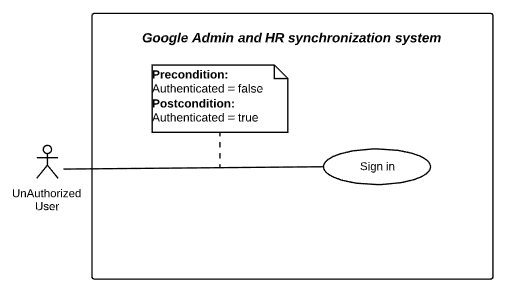 Google Admin and HR synchronization system
Precondition:
Authenticated = false
Postcondition:
Authenticated = true
Sign in
UnAuthorized
User